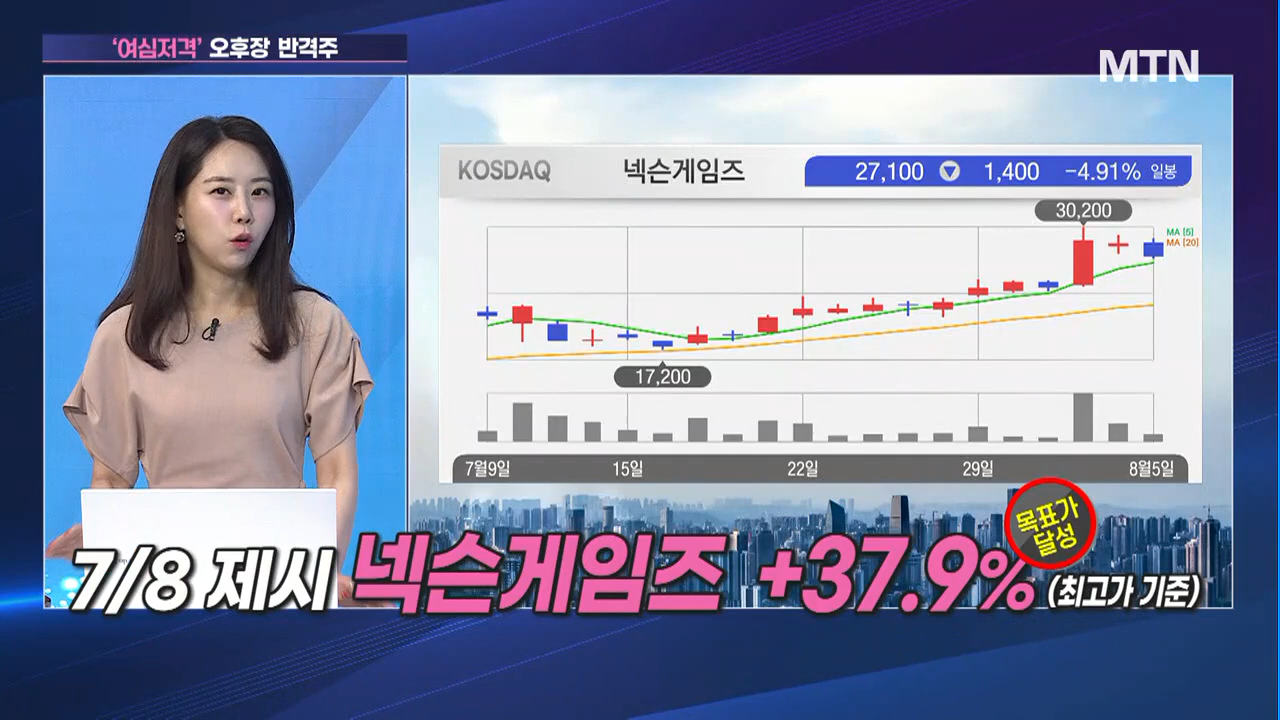 ‘여심저격’ 오후장 반격주
MTN
KOSDAQ 넥슨게임즈 27,100 ▼ 1,400 -4.91% 일봉
30,200
MA [5]
MA [20]
17,200
7월9일 15일 22일 29일 8월5일
목표가
달성
7/8 제시 넥슨게임즈 +37.9% (최고가 기준)